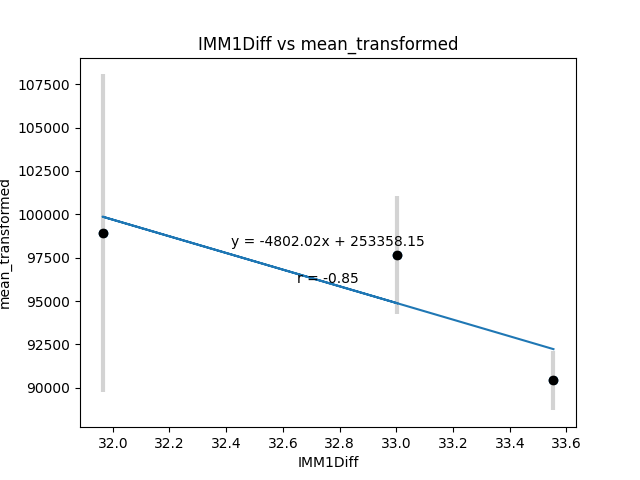 IMM1Diff vs mean_transformed
mean_transformed
107500
105000
102500
100000
97500
95000
92500
90000
y = -4802.02x + 253358.15
r = -0.85
32.0 32.2 32.4 32.6 32.8 33.0 33.2 33.4 33.6
IMM1Diff